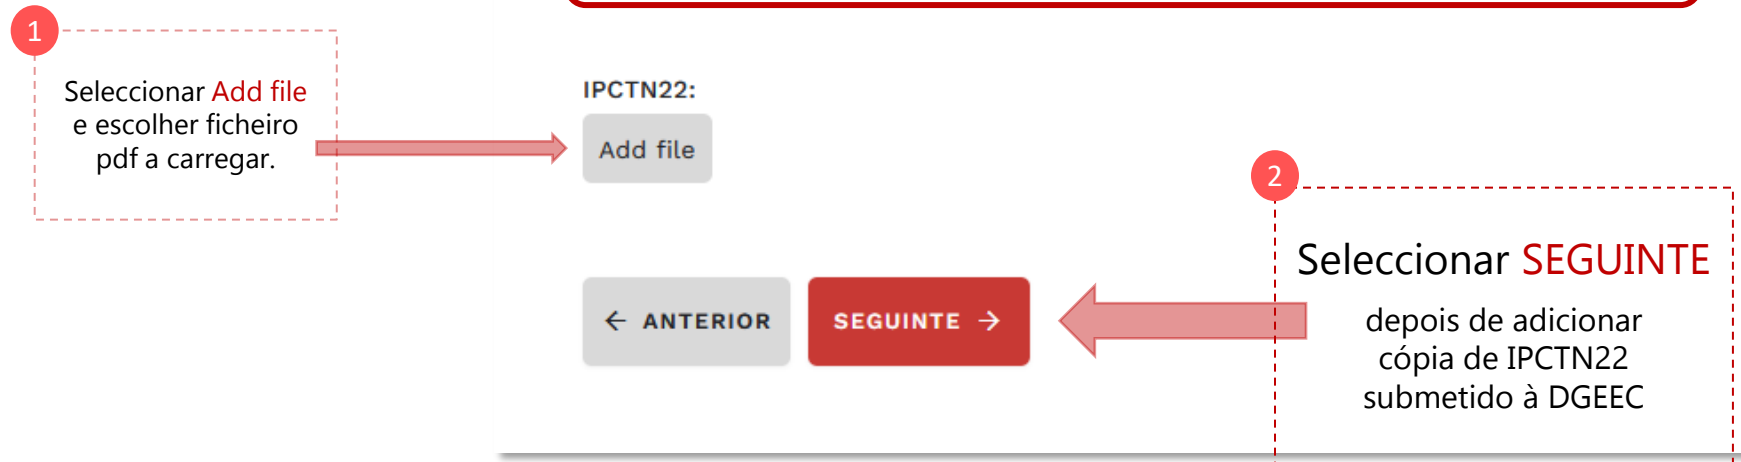 1
Seleccionar Add file
e escolher ficheiro
pdf a carregar.
IPCTN22:
Add file
← ANTERIOR
SEGUINTE →
2
Seleccionar SEGUINTE
depois de adicionar
cópia de IPCTN22
submetido à DGEEC